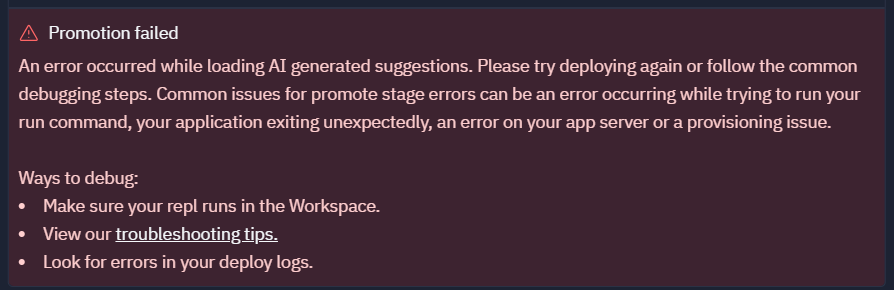 Promotion failed
An error occurred while loading AI generated suggestions. Please try deploying again or follow the common
debugging steps. Common issues for promote stage errors can be an error occurring while trying to run your
run command, your application exiting unexpectedly, an error on your app server or a provisioning issue.
Ways to debug:
• Make sure your repl runs in the Workspace.
• View our troubleshooting tips.
• Look for errors in your deploy logs.